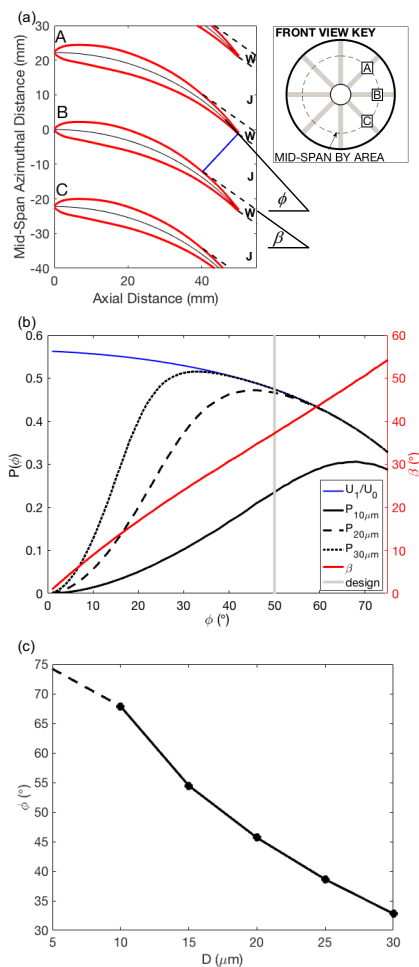 (a)
30
20
10
0
-10
-20
-30
-40
Mid-Span Azimuthal Distance (mm)
A
B
C
W
J
W
J
W
J
0
20
40
Axial Distance (mm)
ϕ
β
FRONT VIEW KEY
A
B
C
MID-SPAN BY AREA
(b)
0.6
0.5
0.4
0.3
0.2
0.1
0
P(ϕ)
60
50
40
30
20
10
0
β (°)
U₁/U₀
P₁₀μm
P₂₀μm
P₃₀μm
β
design
0
10
20
30
40
50
60
70
ϕ (°)
(c)
75
70
65
60
55
50
45
40
35
30
ϕ (°)
5
10
15
20
25
30
D (μm)